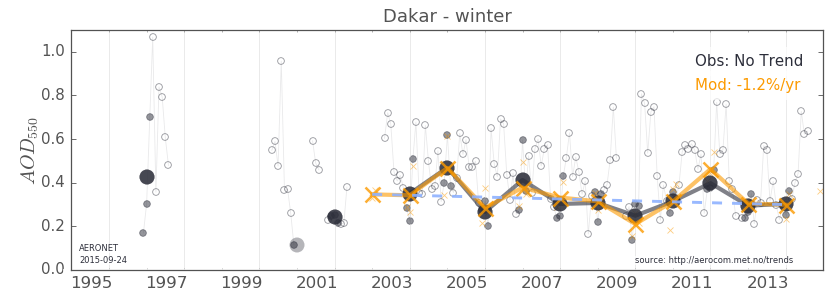 Dakar - winter
Obs: No Trend
Mod: -1.2%/yr
AOD550
1.0
0.8
0.6
0.4
0.2
0.0
AERONET
2015-09-24
source: http://aerocom.met.no/trends
1995 1997 1999 2001 2003 2005 2007 2009 2011 2013